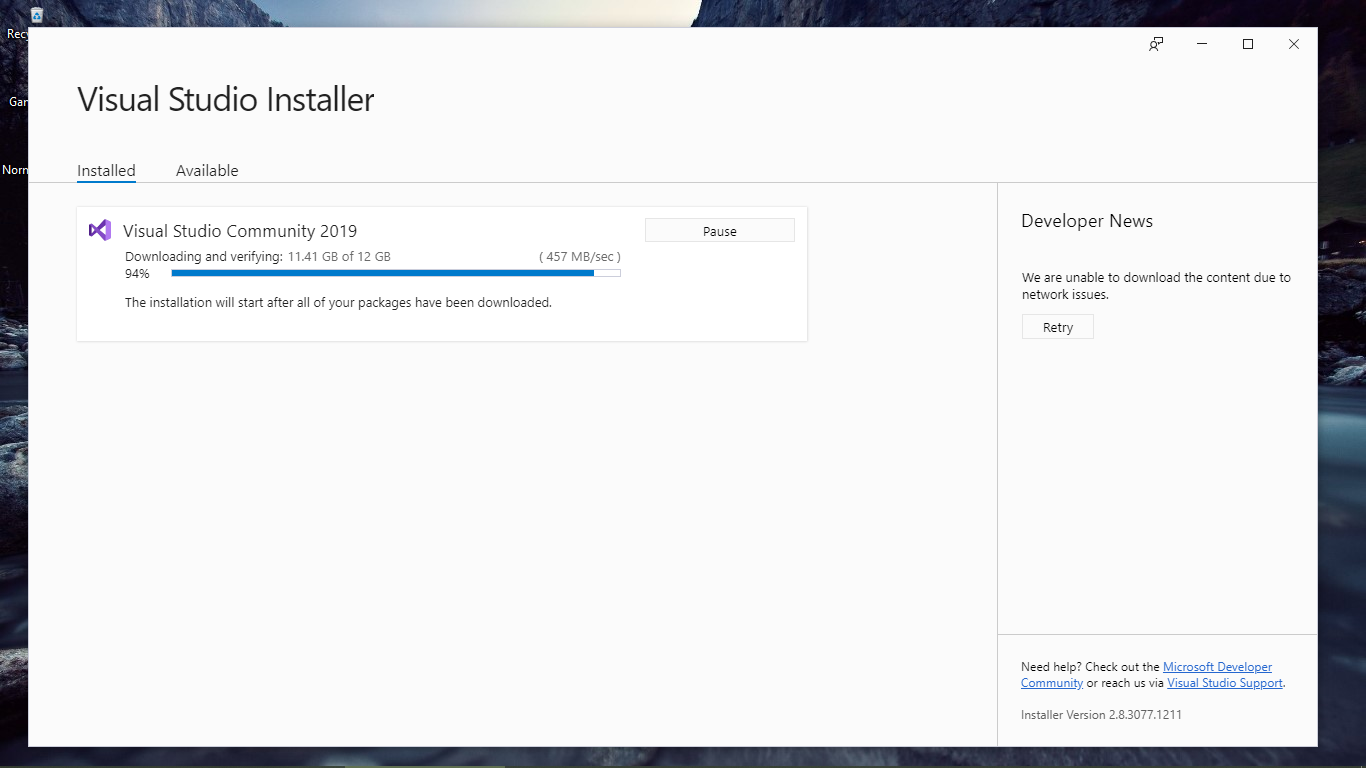 Visual Studio Installer
Installed
Available
Visual Studio Community 2019
Pause
Downloading and verifying: 11.41 GB of 12 GB
( 457 MB/sec )
94%
The installation will start after all of your packages have been downloaded.
Developer News
We are unable to download the content due to
network issues.
Retry
Need help? Check out the Microsoft Developer
Community or reach us via Visual Studio Support.
Installer Version 2.8.3077.1211